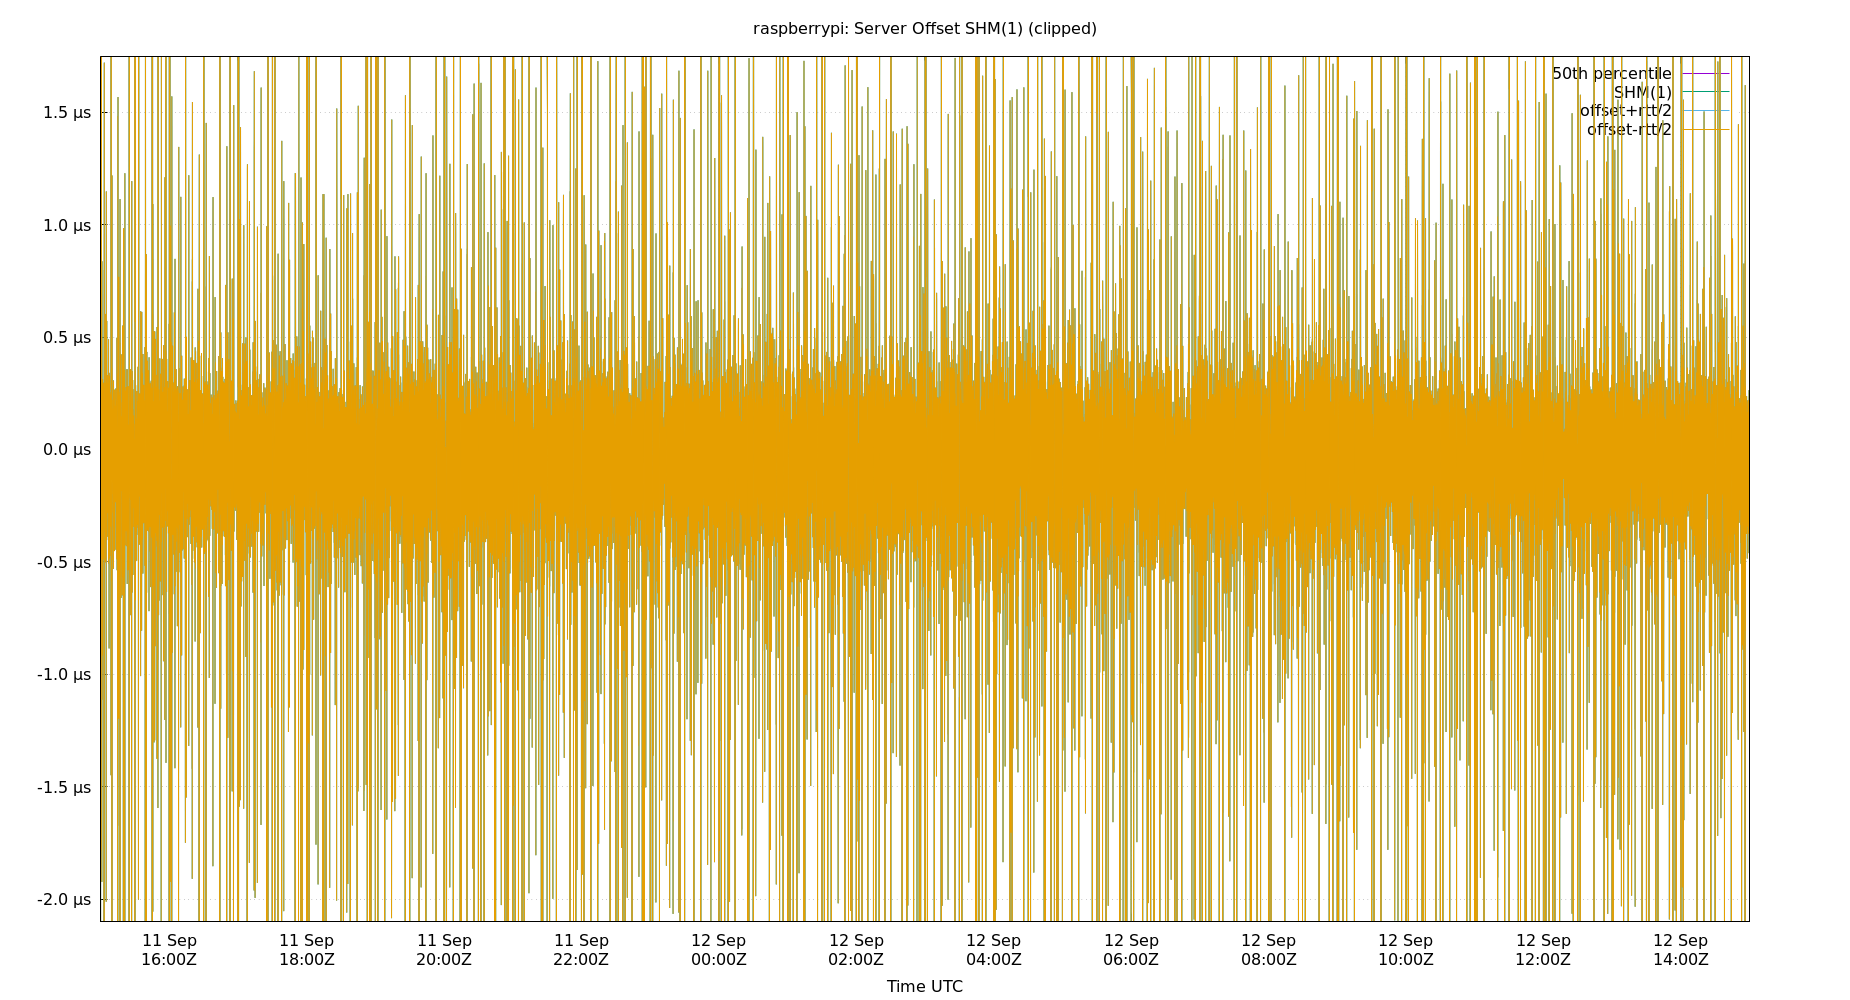 raspberrypi: Server Offset SHM(1) (clipped)
50th percentile
SHM(1)
offset+rtt/2
offset-rtt/2
1.5 µs
1.0 µs
0.5 µs
0.0 µs
-0.5 µs
-1.0 µs
-1.5 µs
-2.0 µs
11 Sep 11 Sep 11 Sep 11 Sep 12 Sep 12 Sep 12 Sep 12 Sep 12 Sep 12 Sep 12 Sep 12 Sep
16:00Z 18:00Z 20:00Z 22:00Z 00:00Z 02:00Z 04:00Z 06:00Z 08:00Z 10:00Z 12:00Z 14:00Z
Time UTC